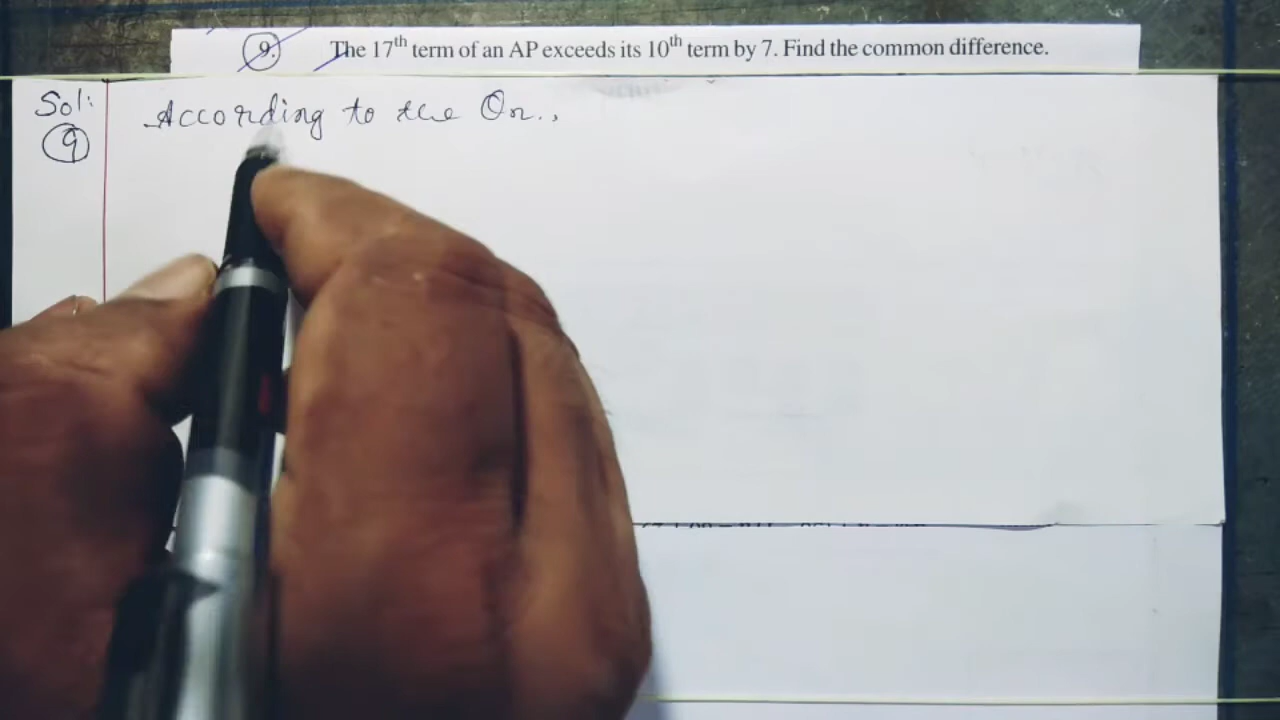 9. The 17th term of an AP exceeds its 10th term by 7. Find the common difference.
Sol:
9
According to the Qn.,